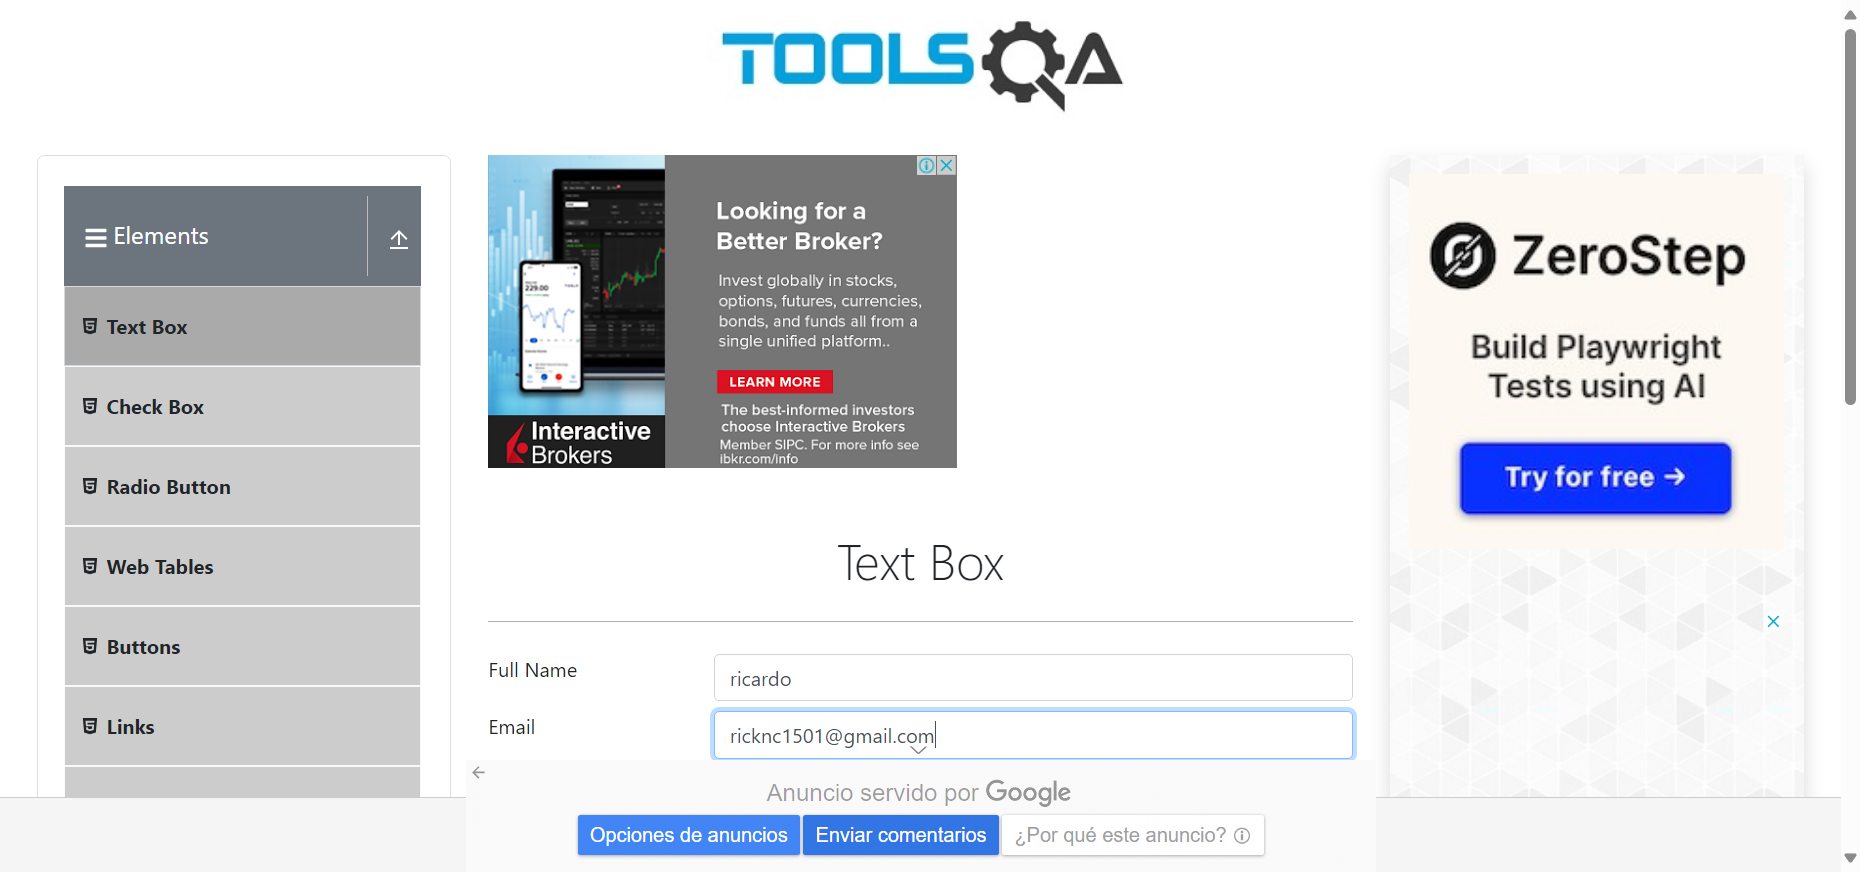 TOOLSQA
Elements
Text Box
Check Box
Radio Button
Web Tables
Buttons
Links
Looking for a
Better Broker?
Invest globally in stocks,
options, futures, currencies,
bonds, and funds all from a
single unified platform..
LEARN MORE
The best-informed investors
choose Interactive Brokers
Member SIPC. For more info see
ibkr.com/info
229.00
Interactive
Brokers
Text Box
Full Name
ricardo
Email
ricknc1501@gmail.com
Anuncio servido por Google
Opciones de anuncios
Enviar comentarios
¿Por qué este anuncio?
ZeroStep
Build Playwright
Tests using AI
Try for free →